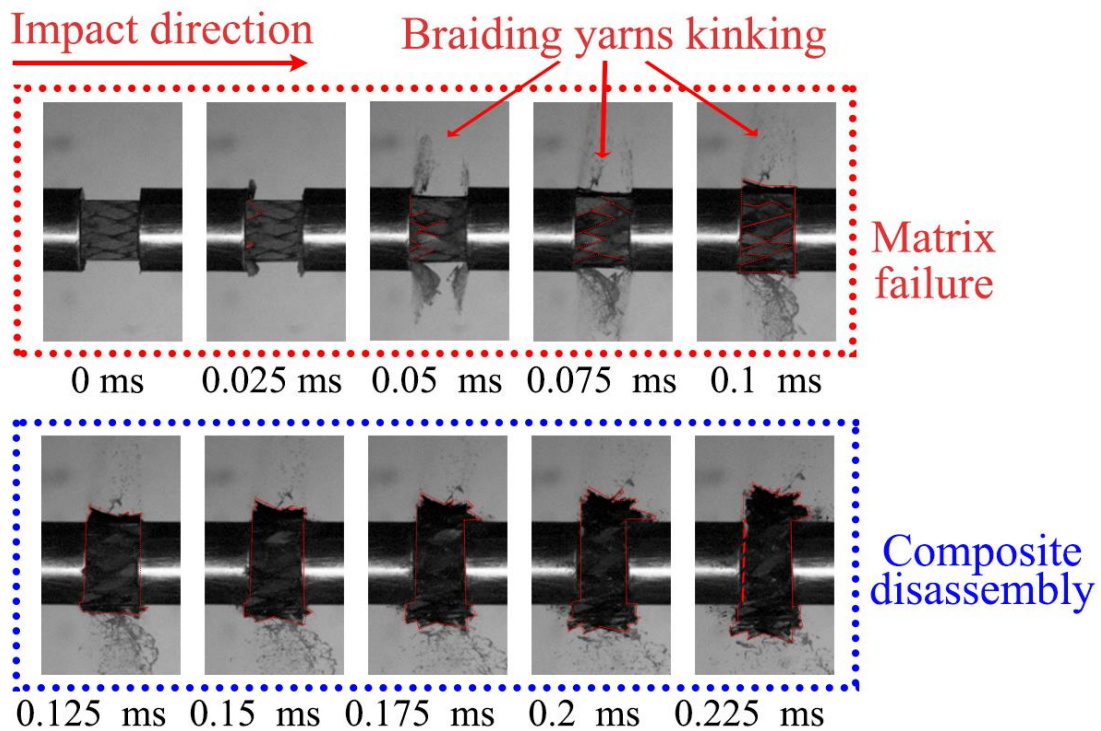 Impact direction
Braiding yarns kinking
Matrix
failure
0 ms
0.025 ms
0.05 ms
0.075 ms
0.1 ms
Composite
disassembly
0.125 ms
0.15 ms
0.175 ms
0.2 ms
0.225 ms